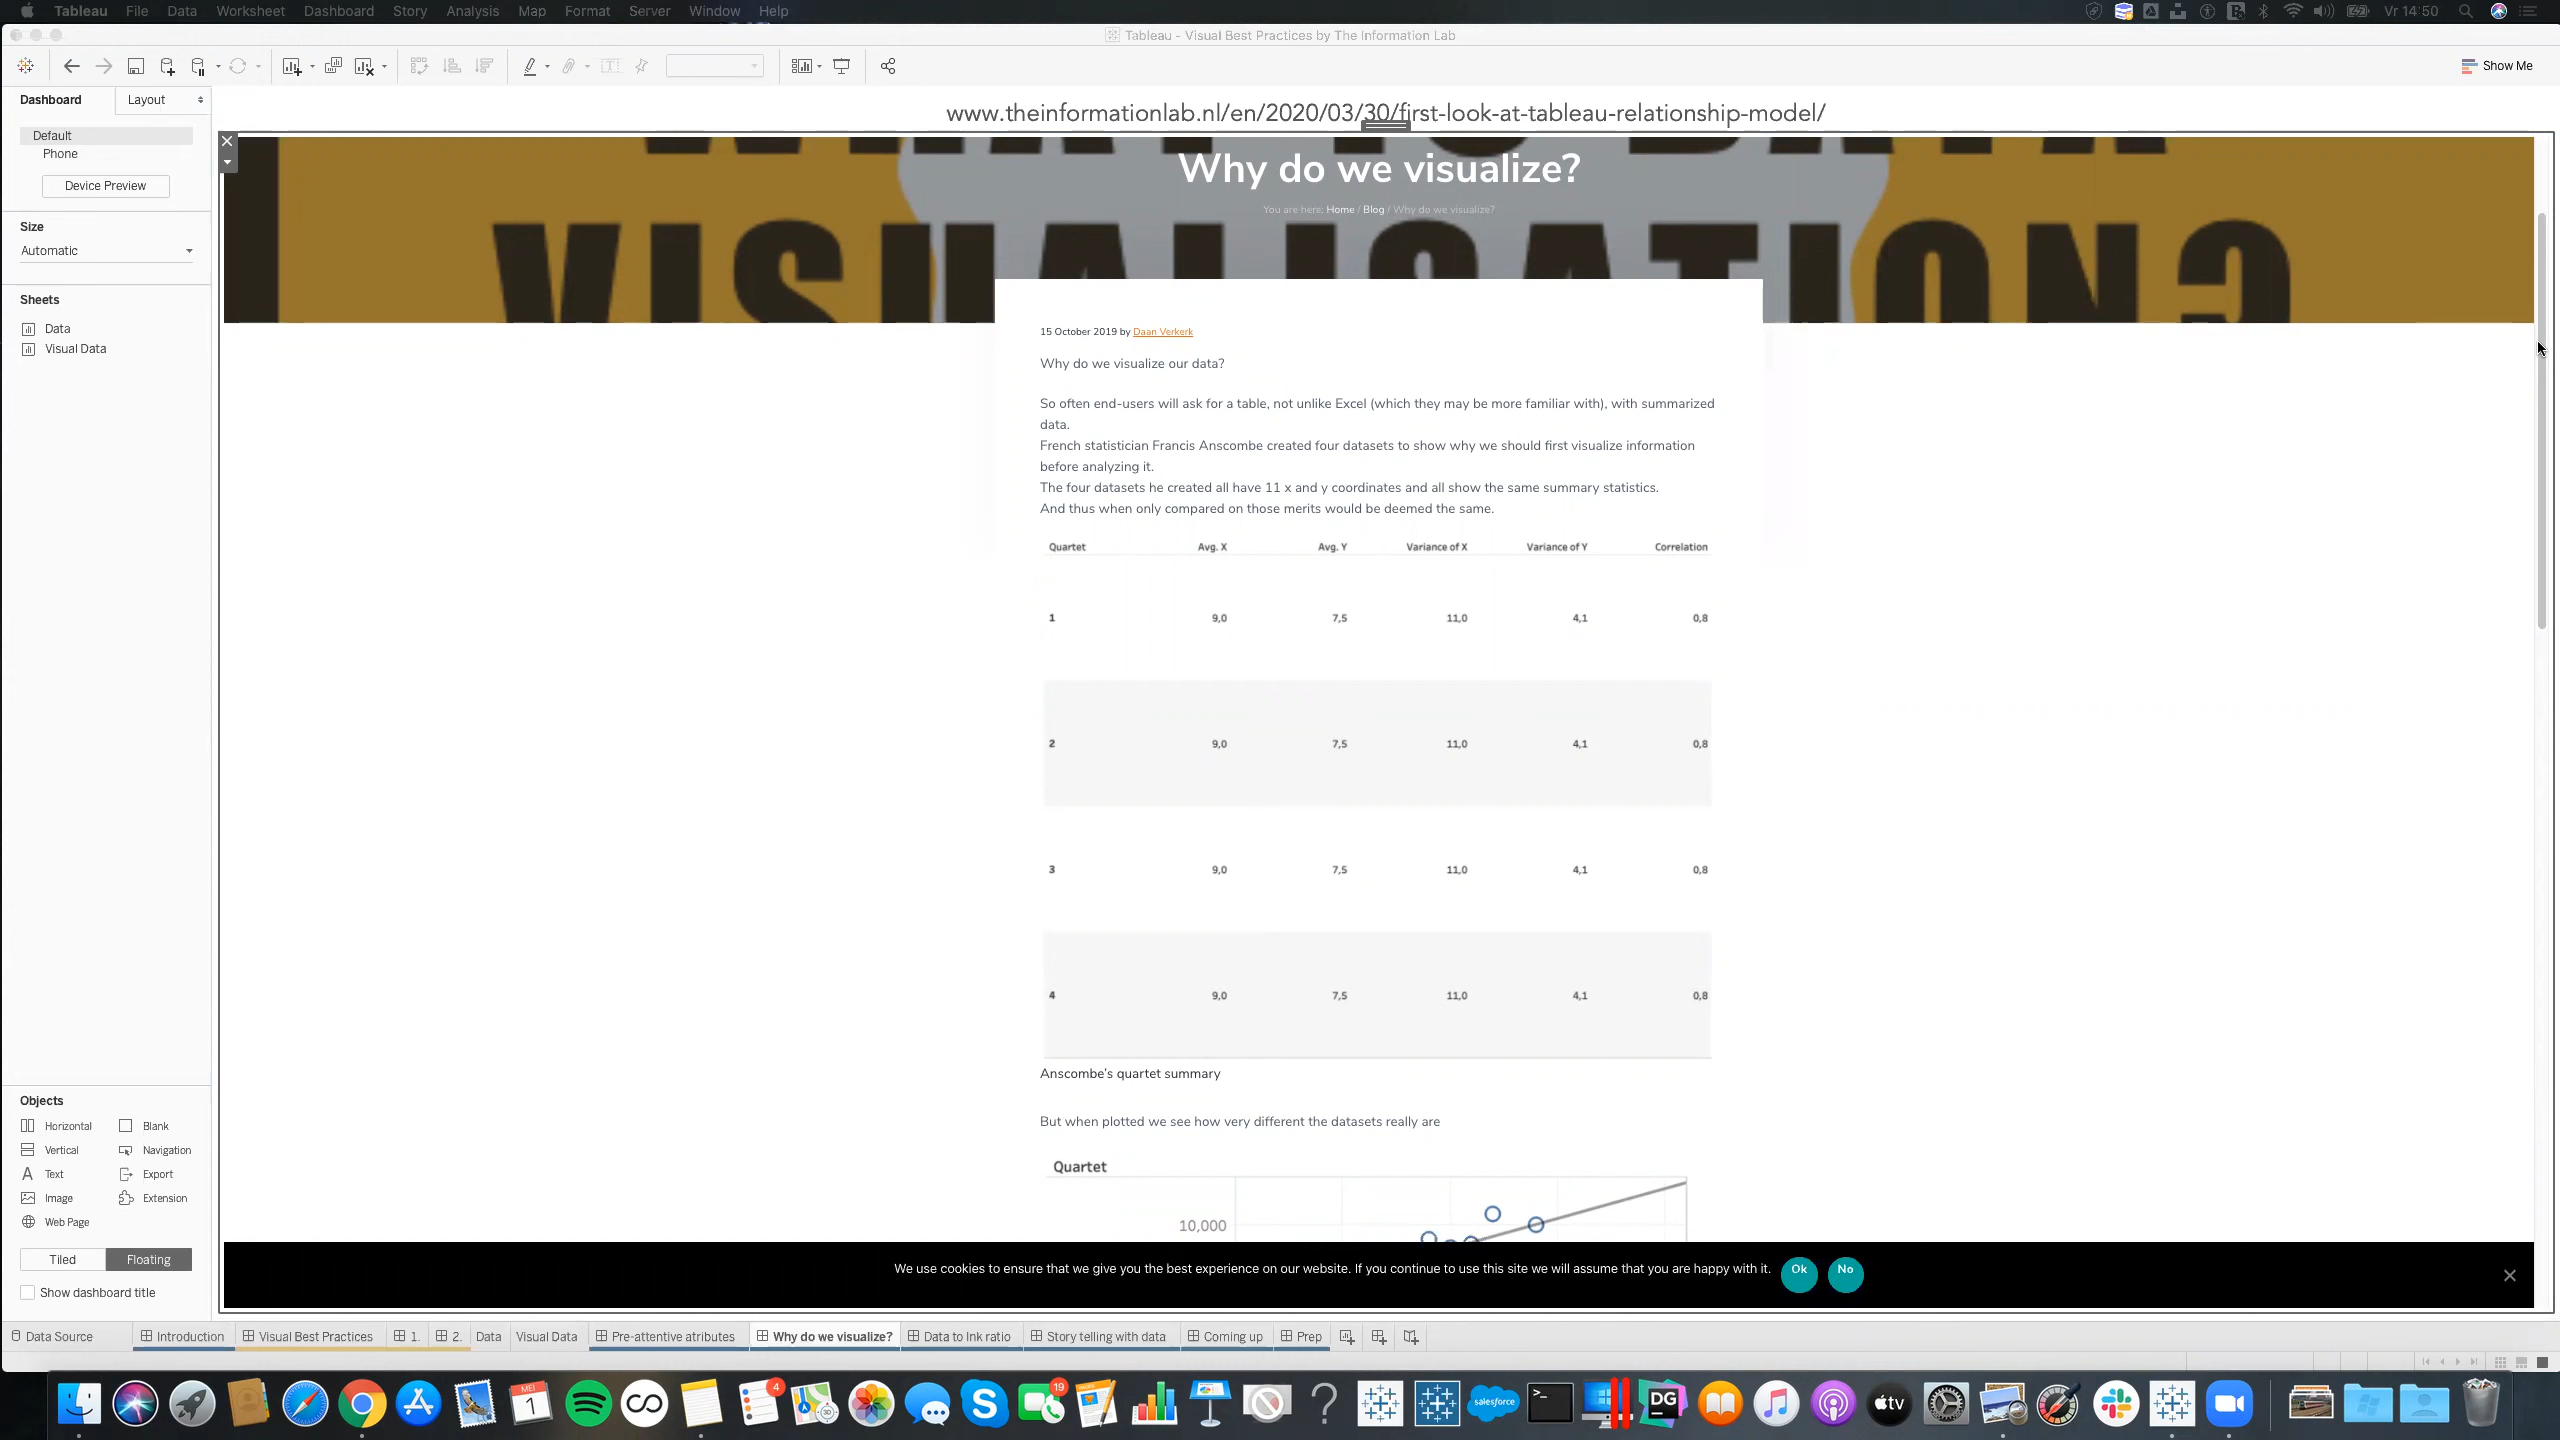 Tableau File Data Worksheet Dashboard Story Analysis Map Format Server Window Help
Vr 14:50
Tableau - Visual Best Practices by The Information Lab
Show Me
Dashboard Layout
Default
Phone
Device Preview
Size
Automatic
Sheets
Data
Visual Data
www.theinformationlab.nl/en/2020/03/30/first-look-at-tableau-relationship-model/
Why do we visualize?
You are here: Home / Blog / Why do we visualize?
VISUALISATION?
15 October 2019 by Daan Verkerk
Why do we visualize our data?
So often end-users will ask for a table, not unlike Excel (which they may be more familiar with), with summarized
data.
French statistician Francis Anscombe created four datasets to show why we should first visualize information
before analyzing it.
The four datasets he created all have 11 x and y coordinates and all show the same summary statistics.
And thus when only compared on those merits would be deemed the same.
Quartet Avg. X Avg. Y Variance of X Variance of Y Correlation
1 9,0 7,5 11,0 4,1 0,8
2 9,0 7,5 11,0 4,1 0,8
3 9,0 7,5 11,0 4,1 0,8
4 9,0 7,5 11,0 4,1 0,8
Anscombe's quartet summary
But when plotted we see how very different the datasets really are
Quartet
10,000
Objects
Horizontal Blank
Vertical Navigation
Text Export
Image Extension
Web Page
Tiled Floating
Show dashboard title
We use cookies to ensure that we give you the best experience on our website. If you continue to use this site we will assume that you are happy with it. Ok No
Data Source Introduction Visual Best Practices 1. 2. Data Visual Data Pre-attentive atributes Why do we visualize? Data to Ink ratio Story telling with data Coming up Prep
MEI
1
4
19
salesforce
DG
tv